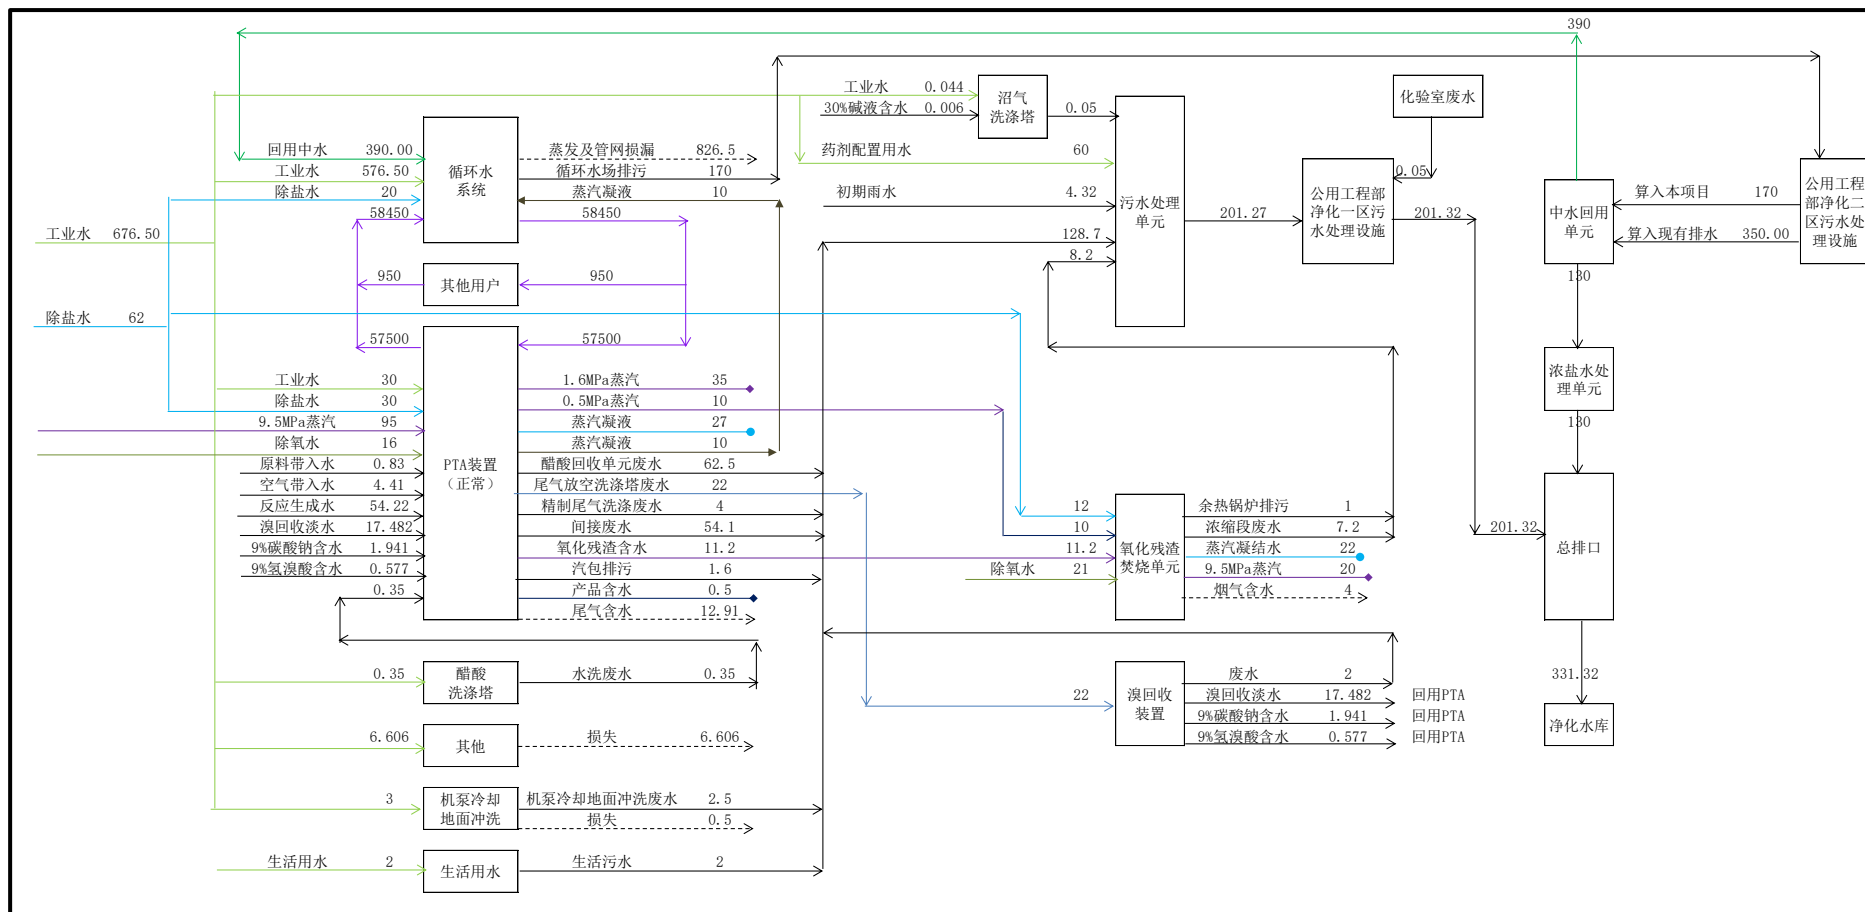 390
工业水 0.044
30%碱液含水 0.006
沼气
洗涤塔
0.05
化验室废水
回用中水 390.00
工业水 576.50
除盐水 20
58450
循环水
系统
蒸发及管网损漏 826.5
循环水场排污 170
蒸汽凝液 10
58450
药剂配置用水 60
初期雨水 4.32
128.7
8.2
污水处理
单元
201.27
公用工程部
净化一区污
水处理设施
0.05
201.32
中水回用
单元
算入本项目 170
算入现有排水 350.00
公用工程
部净化二
区污水处
理设施
工业水 676.50
950
其他用户
950
130
除盐水 62
57500
57500
浓盐水处
理单元
130
工业水 30
除盐水 30
9.5MPa蒸汽 95
除氧水 16
原料带入水 0.83
空气带入水 4.41
反应生成水 54.22
溴回收淡水 17.482
9%碳酸钠含水 1.941
9%氢溴酸含水 0.577
0.35
PTA装置
（正常）
1.6MPa蒸汽 35
0.5MPa蒸汽 10
蒸汽凝液 27
蒸汽凝液 10
醋酸回收单元废水 62.5
尾气放空洗涤塔废水 22
精制尾气洗涤废水 4
间接废水 54.1
氧化残渣含水 11.2
汽包排污 1.6
产品含水 0.5
尾气含水 12.91
12
10
11.2
除氧水 21
氧化残渣
焚烧单元
余热锅炉排污 1
浓缩段废水 7.2
蒸汽凝结水 22
9.5MPa蒸汽 20
烟气含水 4
201.32
总排口
0.35
醋酸
洗涤塔
水洗废水 0.35
22
溴回收
装置
废水 2
溴回收淡水 17.482 回用PTA
9%碳酸钠含水 1.941 回用PTA
9%氢溴酸含水 0.577 回用PTA
331.32
净化水库
6.606
其他
损失 6.606
3
机泵冷却
地面冲洗
机泵冷却地面冲洗废水 2.5
损失 0.5
生活用水 2
生活用水
生活污水 2